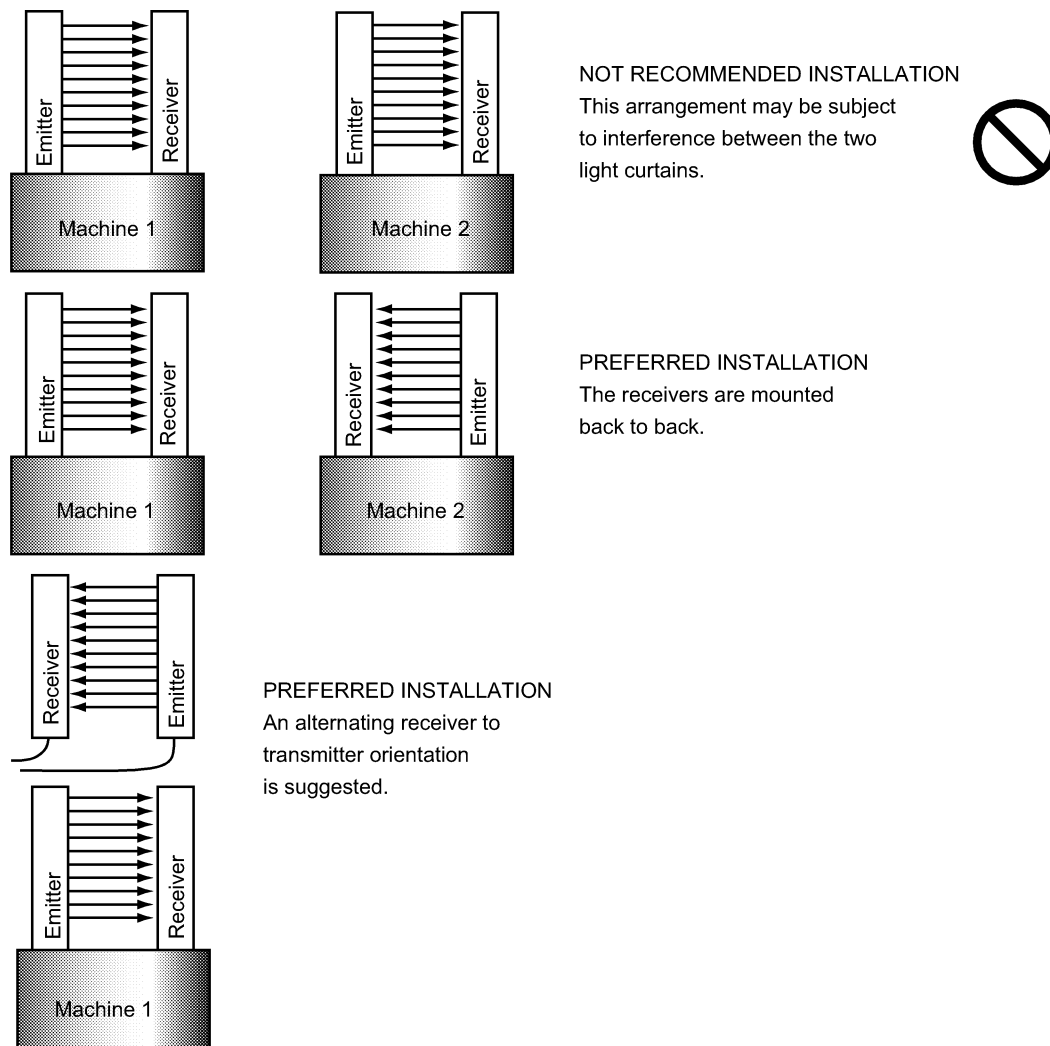 Emitter
Receiver
Machine 1
Emitter
Receiver
Machine 2
NOT RECOMMENDED INSTALLATION
This arrangement may be subject
to interference between the two
light curtains.
Emitter
Receiver
Machine 1
Receiver
Emitter
Machine 2
PREFERRED INSTALLATION
The receivers are mounted
back to back.
Receiver
Emitter
PREFERRED INSTALLATION
An alternating receiver to
transmitter orientation
is suggested.
Emitter
Receiver
Machine 1